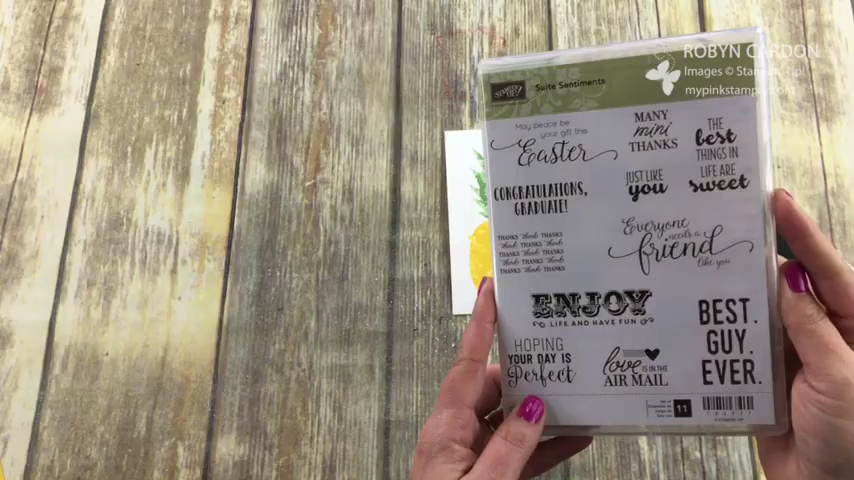 ROBYN CARDON
Images © Stampin' Up!
STAMPIN' UP!
Suite Sentiments
May peace be
your gift this
Easter
MANY
mini
THANKS
THE
best
THINGS IN
LIFE ARE
sweet
CONGRATULATIONS,
GRADUATE!
JUST LIKE
you
THANKS thanks THANKS
thanks THANKS thanks
THANKS thanks THANKS
thanks THANKS thanks
THANKS thanks THANKS
Everyone
needs a
friend
like you
ENJOY
LIFE AND HAVE FUN
HOPING
YOUR DAY IS
Perfect
love IS IN THE
AIR MAIL
BEST.
GUY.
EVER.
11